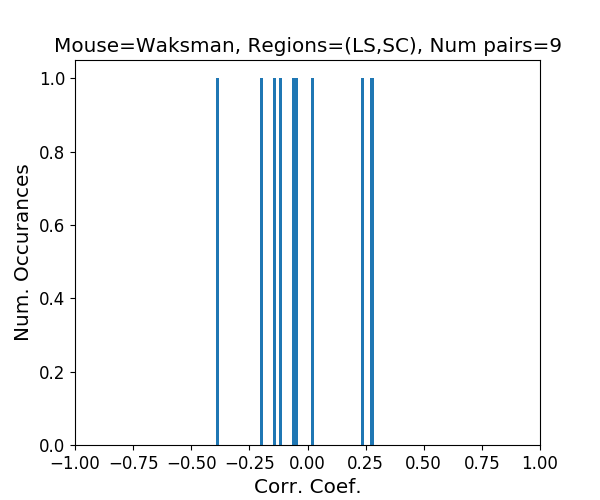 Mouse=Waksman, Regions=(LS,SC), Num pairs=9
1.0
0.8
0.6
0.4
0.2
0.0
Num. Occurances
−1.00 −0.75 −0.50 −0.25 0.00 0.25 0.50 0.75 1.00
Corr. Coef.